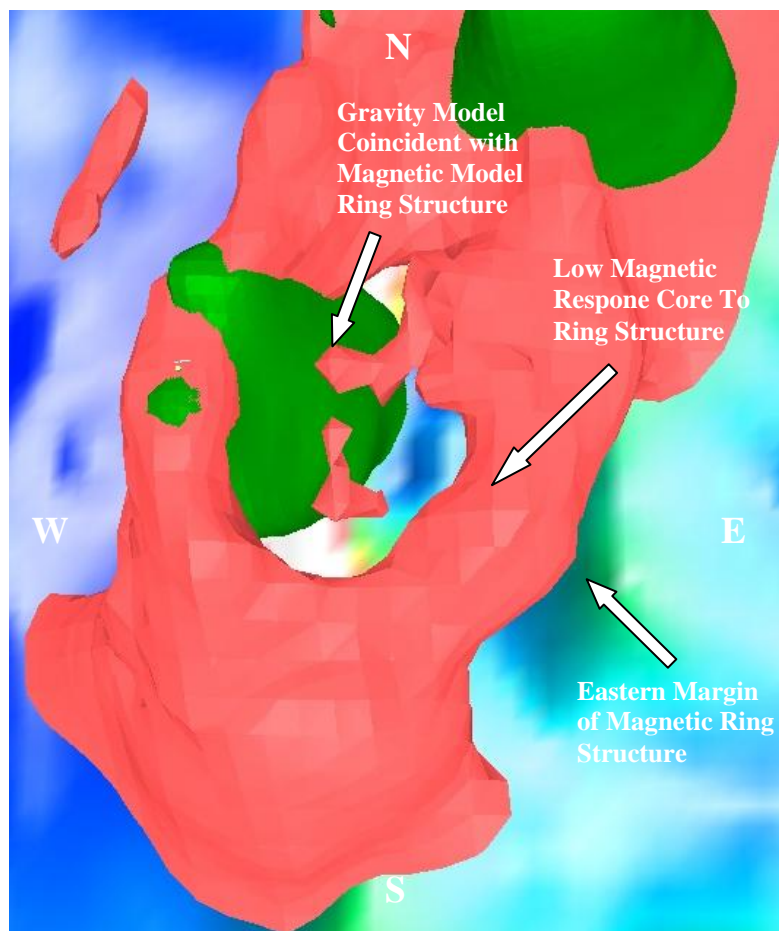 N
Gravity Model
Coincident with
Magnetic Model
Ring Structure
Low Magnetic
Respone Core To
Ring Structure
W
E
Eastern Margin
of Magnetic Ring
Structure
S